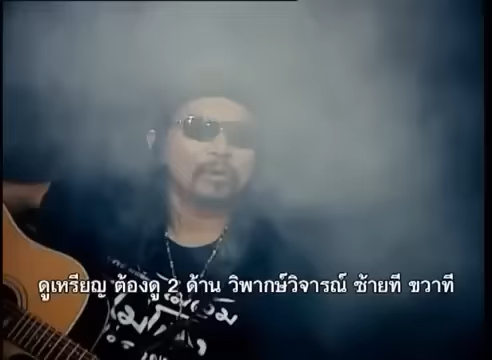 ดูเหรียญ ต้องดู 2 ด้าน วิพากษ์วิจารณ์ ซ้ายที ขวาที